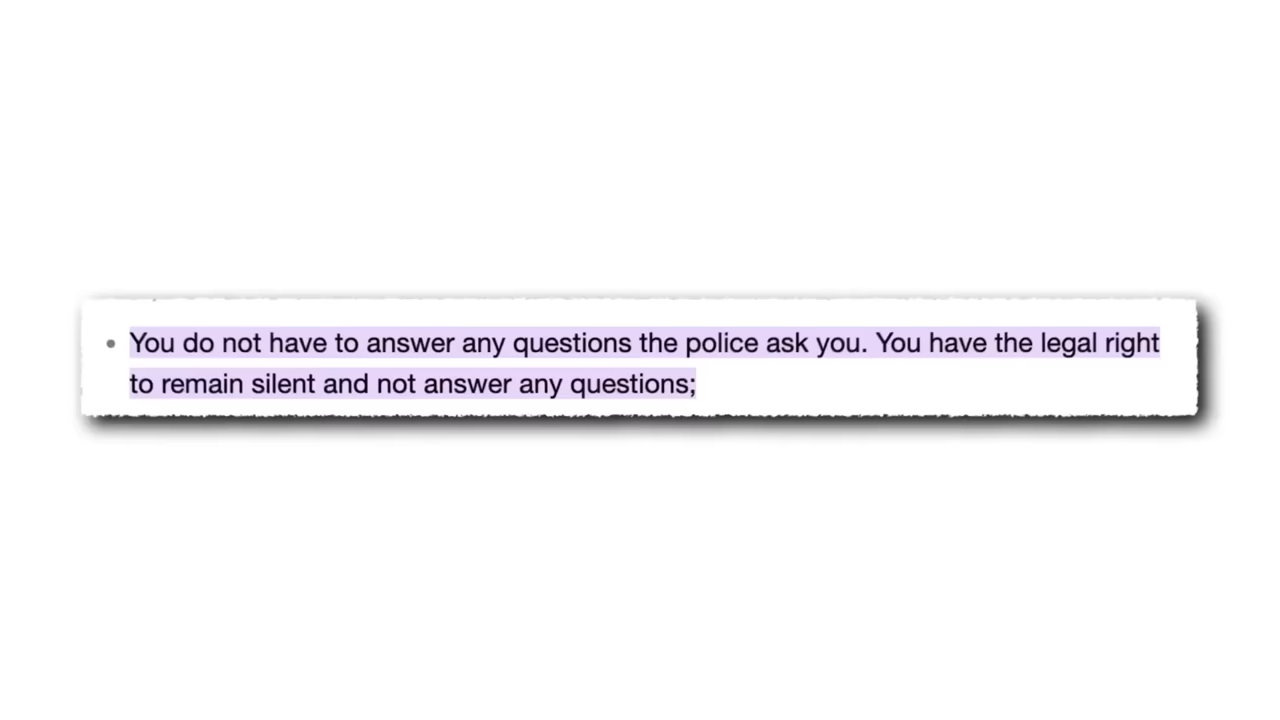 • You do not have to answer any questions the police ask you. You have the legal right
to remain silent and not answer any questions;